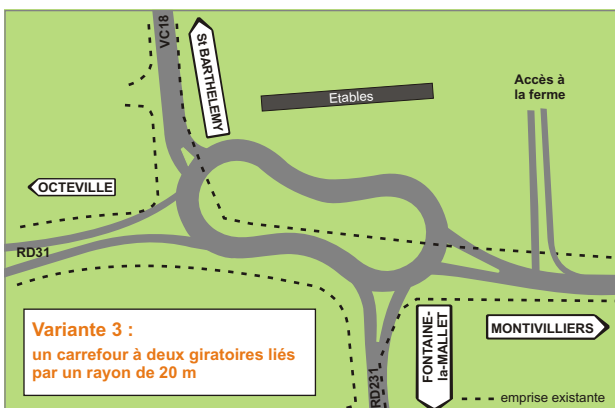 VC18
St BARTHELEMY
Etables
Accès à
la ferme
OCTEVILLE
RD31
Variante 3 :
un carrefour à deux giratoires liés
par un rayon de 20 m
RD231
FONTAINE-
la-MALLET
MONTIVILLIERS
emprise existante